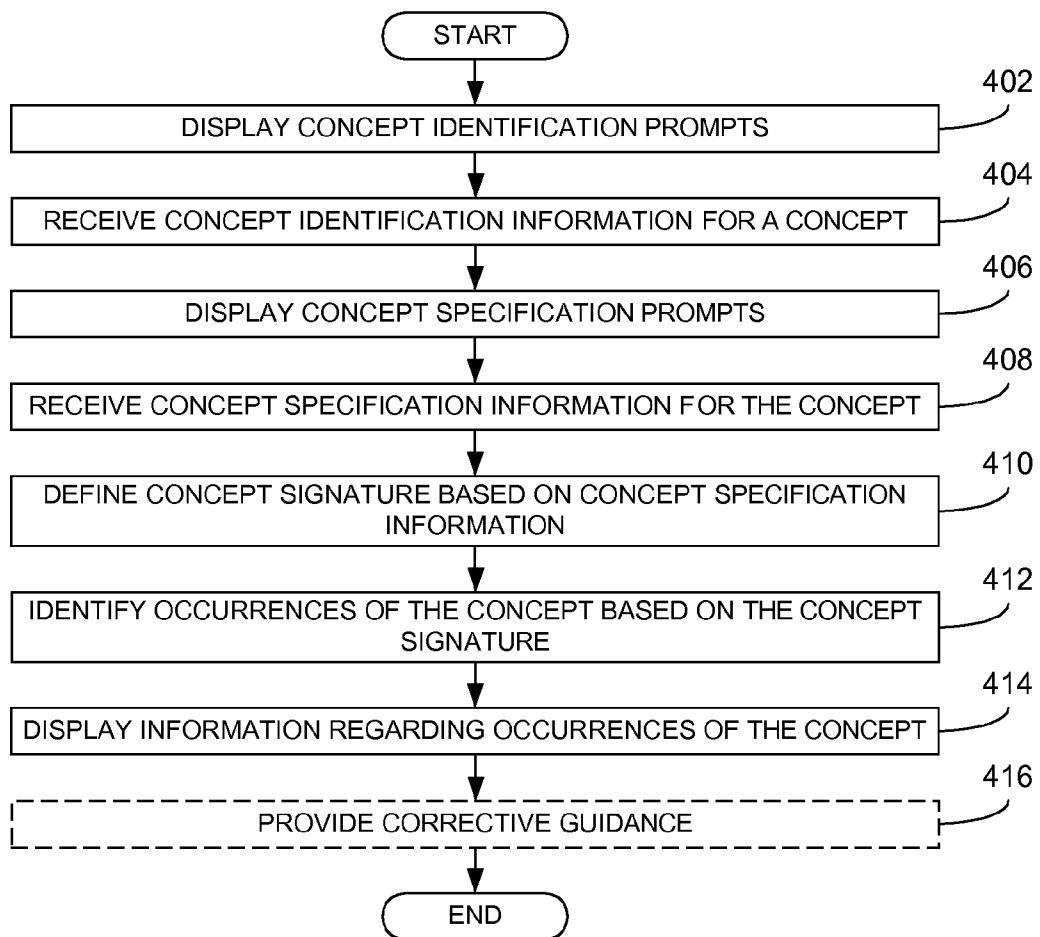 START
402
DISPLAY CONCEPT IDENTIFICATION PROMPTS
404
RECEIVE CONCEPT IDENTIFICATION INFORMATION FOR A CONCEPT
406
DISPLAY CONCEPT SPECIFICATION PROMPTS
408
RECEIVE CONCEPT SPECIFICATION INFORMATION FOR THE CONCEPT
410
DEFINE CONCEPT SIGNATURE BASED ON CONCEPT SPECIFICATION
INFORMATION
412
IDENTIFY OCCURRENCES OF THE CONCEPT BASED ON THE CONCEPT
SIGNATURE
414
DISPLAY INFORMATION REGARDING OCCURRENCES OF THE CONCEPT
416
PROVIDE CORRECTIVE GUIDANCE
END